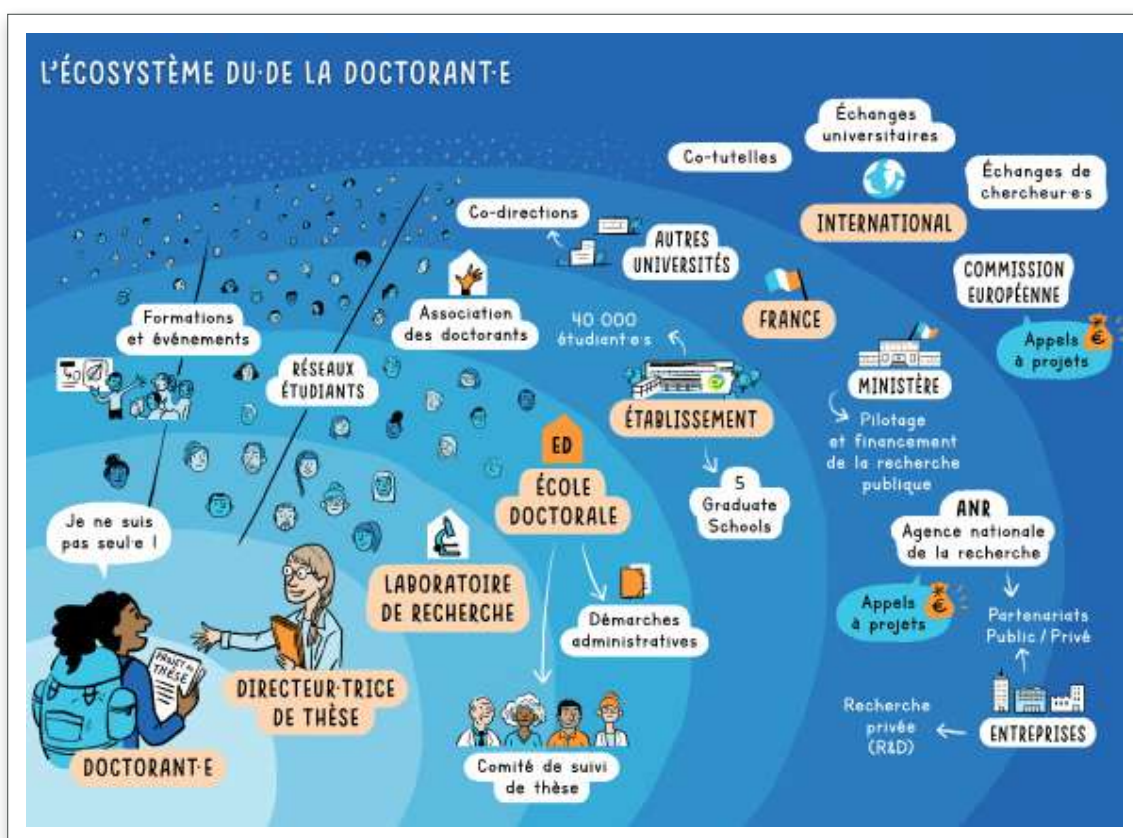 L'ÉCOSYSTÈME DU·DE LA DOCTORANT·E
Échanges
universitaires
Co-tutelles
Échanges de
chercheur·e·s
INTERNATIONAL
Co-directions
AUTRES
UNIVERSITÉS
COMMISSION
EUROPÉENNE
Appels
à projets
FRANCE
Formations
et événements
Association
des doctorants
40 000
étudiant·e·s
RÉSEAUX
ÉTUDIANTS
MINISTÈRE
ÉTABLISSEMENT
Pilotage
et financement
de la recherche
publique
ED
ÉCOLE
DOCTORALE
5
Graduate
Schools
Je ne suis
pas seul·e !
ANR
Agence nationale
de la recherche
LABORATOIRE
DE RECHERCHE
Appels
à projets
Démarches
administratives
Partenariats
Public / Privé
PROJET DE
THÈSE
DIRECTEUR·TRICE
DE THÈSE
Recherche
privée
(R&D)
ENTREPRISES
DOCTORANT·E
Comité de suivi
de thèse